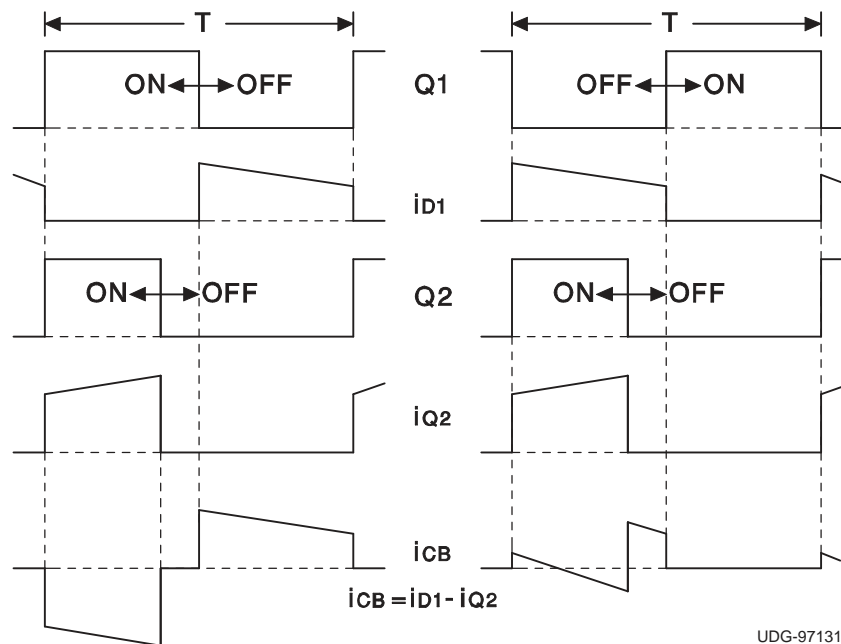 T T
ON OFF Q1 OFF ON
iD1
ON OFF Q2 ON OFF
iQ2
iCB
iCB = iD1 - iQ2
UDG-97131